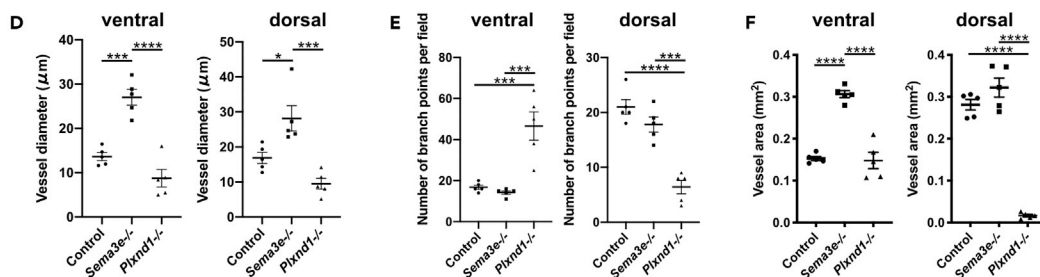 D
ventral
dorsal
Vessel diameter (μm)
40
30
20
10
0
***
****
Control
Sema3e-/-
Plxnd1-/-
Vessel diameter (μm)
50
40
30
20
10
0
*
***
Control
Sema3e-/-
Plxnd1-/-
E
ventral
dorsal
Number of branch points per field
80
60
40
20
0
***
***
Control
Sema3e-/-
Plxnd1-/-
Number of branch points per field
30
20
10
0
***
****
Control
Sema3e-/-
Plxnd1-/-
F
ventral
dorsal
Vessel area (mm²)
0.4
0.3
0.2
0.1
0.0
****
****
Control
Sema3e-/-
Plxnd1-/-
Vessel area (mm²)
0.4
0.3
0.2
0.1
0.0
****
****
Control
Sema3e-/-
Plxnd1-/-